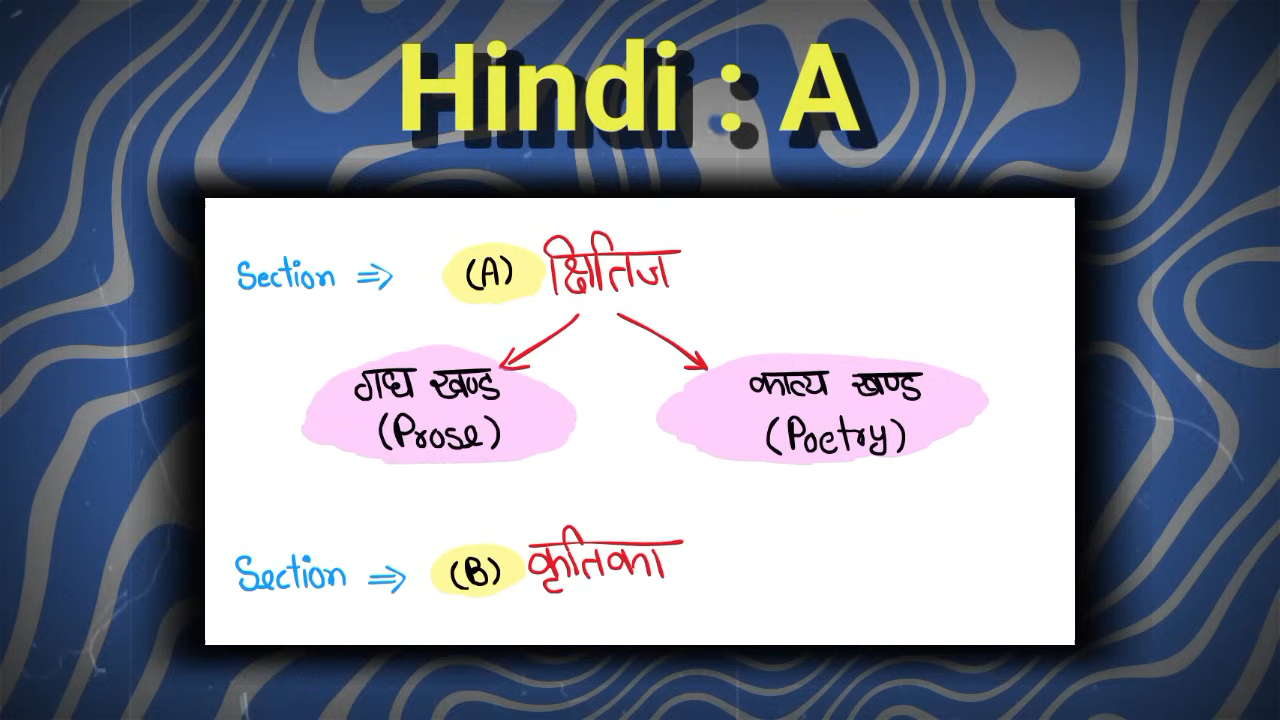 Hindi : A
Section ⇒ (A) क्षितिज
गद्य खण्ड काव्य खण्ड
(Prose) (Poetry)
Section ⇒ (B) कृतिका